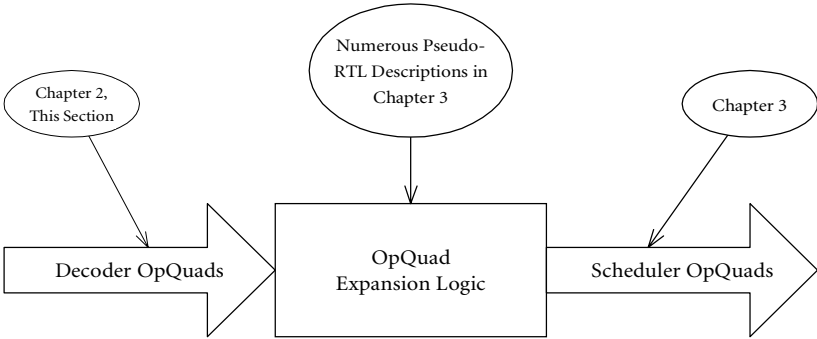 Numerous Pseudo-
RTL Descriptions in
Chapter 3
Chapter 2,
This Section
Chapter 3
Decoder OpQuads
OpQuad
Expansion Logic
Scheduler OpQuads